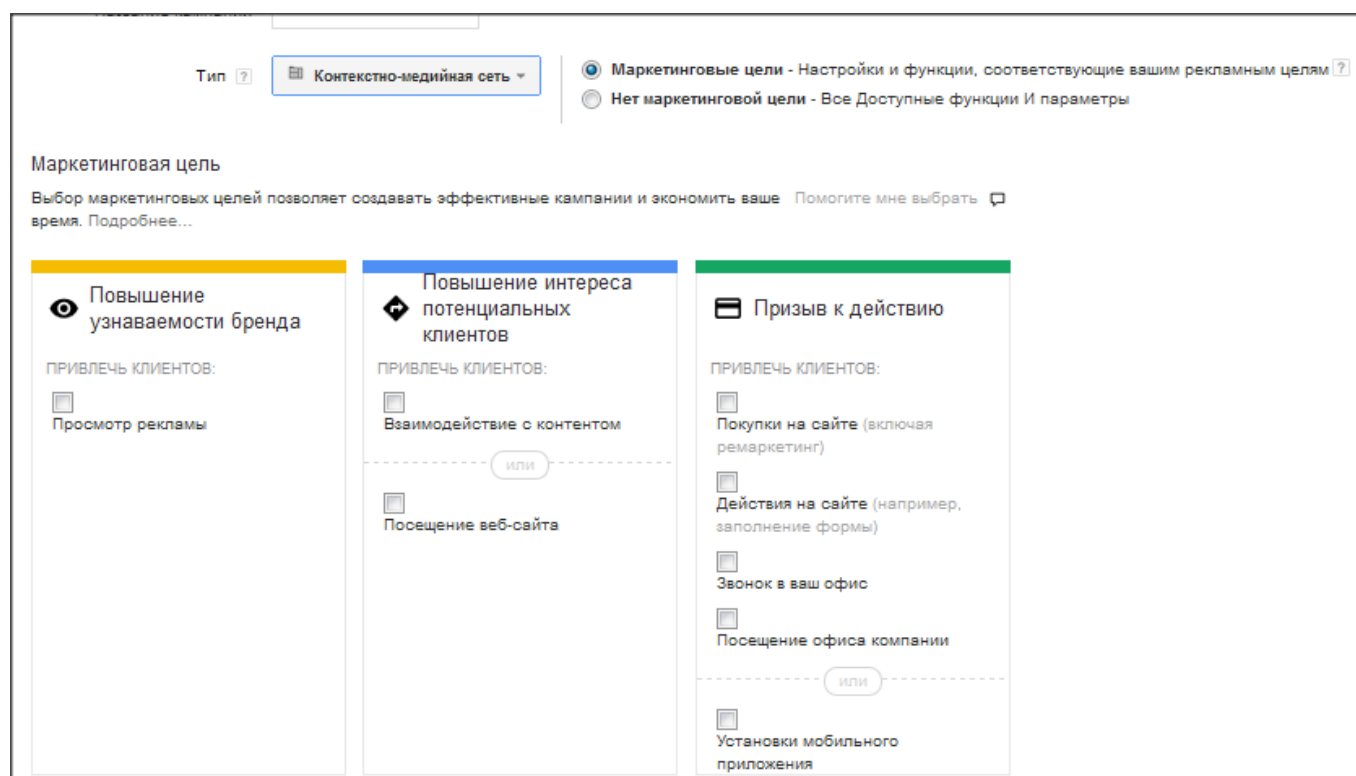 Тип ? Контекстно-медийная сеть
Маркетинговые цели - Настройки и функции, соответствующие вашим рекламным целям ?
Нет маркетинговой цели - Все Доступные функции И параметры
Маркетинговая цель
Выбор маркетинговых целей позволяет создавать эффективные кампании и экономить ваше Помогите мне выбрать
время. Подробнее...
Повышение
узнаваемости бренда
ПРИВЛЕЧЬ КЛИЕНТОВ:
Просмотр рекламы
Повышение интереса
потенциальных
клиентов
ПРИВЛЕЧЬ КЛИЕНТОВ:
Взаимодействие с контентом
или
Посещение веб-сайта
Призыв к действию
ПРИВЛЕЧЬ КЛИЕНТОВ:
Покупки на сайте (включая
ремаркетинг)
Действия на сайте (например,
заполнение формы)
Звонок в ваш офис
Посещение офиса компании
или
Установки мобильного
приложения